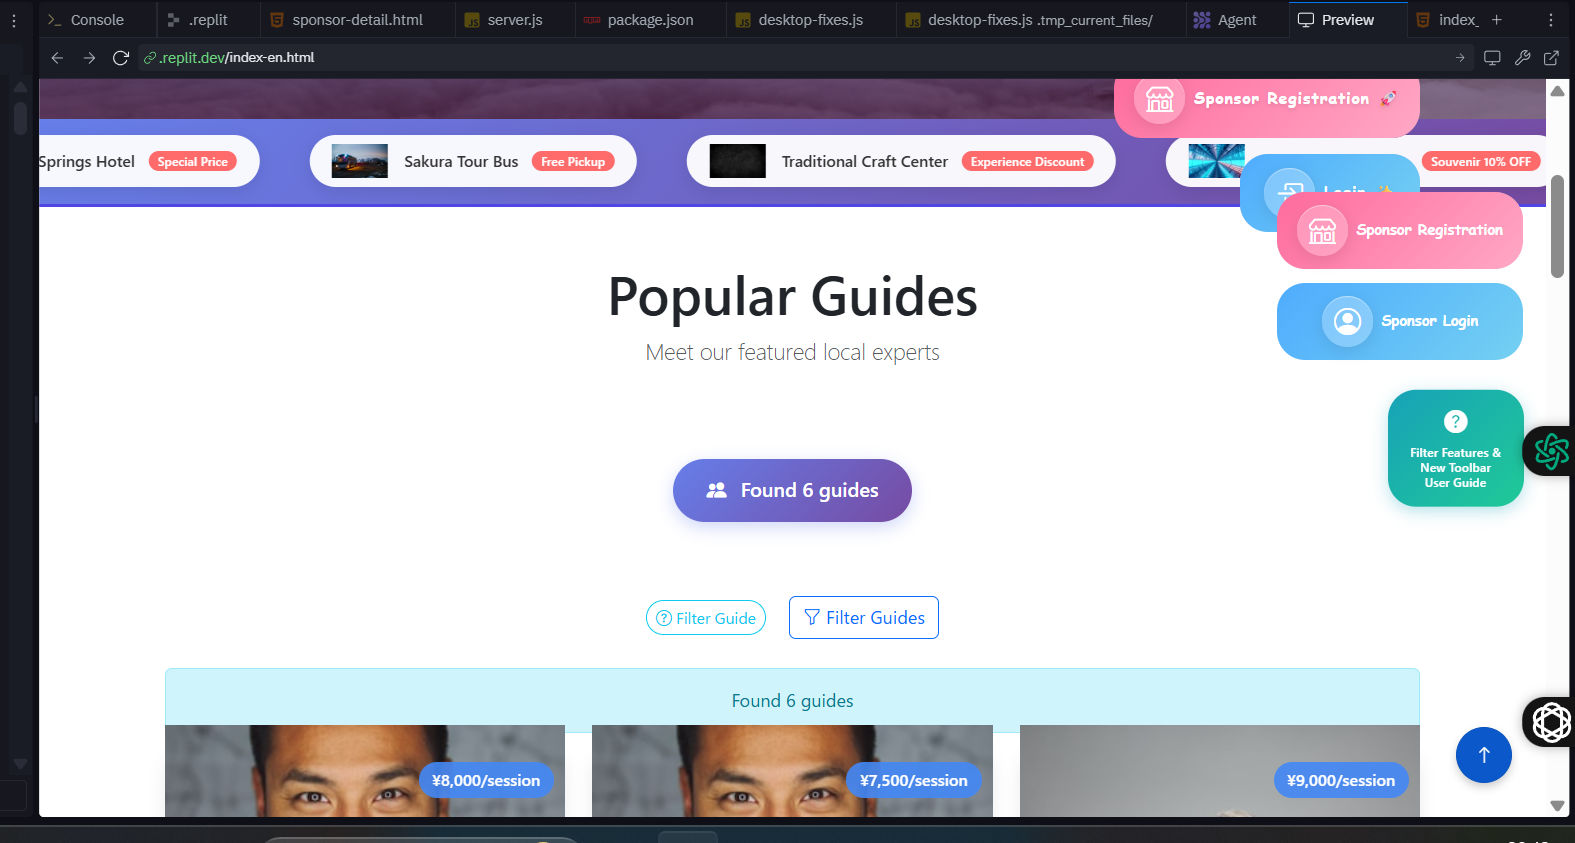 Console
.replit
sponsor-detail.html
server.js
package.json
desktop-fixes.js
desktop-fixes.js .tmp_current_files/
Agent
Preview
index_
.replit.dev/index-en.html
Sponsor Registration 🚀
Springs Hotel Special Price
Sakura Tour Bus Free Pickup
Traditional Craft Center Experience Discount
Souvenir 10% OFF
Login ✨
Sponsor Registration
Sponsor Login
Popular Guides
Meet our featured local experts
Filter Features &
New Toolbar
User Guide
Found 6 guides
Filter Guide
Filter Guides
Found 6 guides
¥8,000/session
¥7,500/session
¥9,000/session